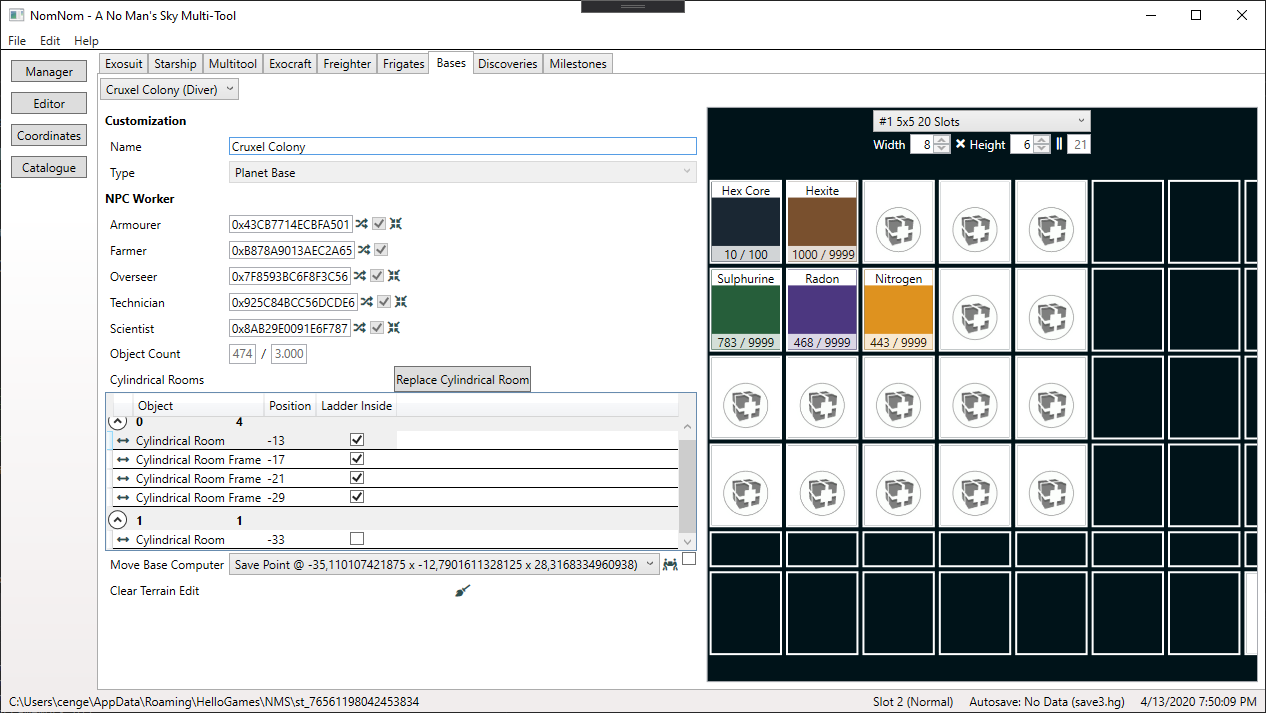 NomNom - A No Man's Sky Multi-Tool
File Edit Help
Manager
Editor
Coordinates
Catalogue
Exosuit Starship Multitool Exocraft Freighter Frigates Bases Discoveries Milestones
Cruxel Colony (Diver)
Customization
Name Cruxel Colony
Type Planet Base
NPC Worker
Armourer 0x43CB7714ECBFA501
Farmer 0xB878A9013AEC2A65
Overseer 0x7F8593BC6F8F3C56
Technician 0x925C84BCC56DCDE6
Scientist 0x8AB29E0091E6F787
Object Count 474 / 3.000
Cylindrical Rooms Replace Cylindrical Room
Object Position Ladder Inside
0 4
Cylindrical Room -13
Cylindrical Room Frame -17
Cylindrical Room Frame -21
Cylindrical Room Frame -29
1 1
Cylindrical Room -33
Move Base Computer Save Point @ -35,110107421875 x -12,7901611328125 x 28,3168334960938)
Clear Terrain Edit
#1 5x5 20 Slots
Width 8 Height 6 21
Hex Core Hexite
10 / 100 1000 / 9999
Sulphurine Radon Nitrogen
783 / 9999 468 / 9999 443 / 9999
C:\Users\cenge\AppData\Roaming\HelloGames\NMS\st_76561198042453834 Slot 2 (Normal) Autosave: No Data (save3.hg) 4/13/2020 7:50:09 PM